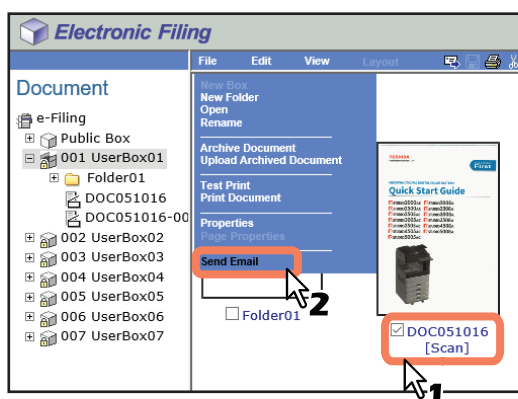 Electronic Filing
File Edit View Layout
Document
e-Filing
Public Box
001 UserBox01
Folder01
DOC051016
DOC051016-00
002 UserBox02
003 UserBox03
004 UserBox04
005 UserBox05
006 UserBox06
007 UserBox07
New Box
New Folder
Open
Rename
Archive Document
Upload Archived Document
Test Print
Print Document
Properties
Page Properties
Send Email
2
Folder01
TOSHIBA
First
Quick Start Guide
DOC051016
[Scan]
1